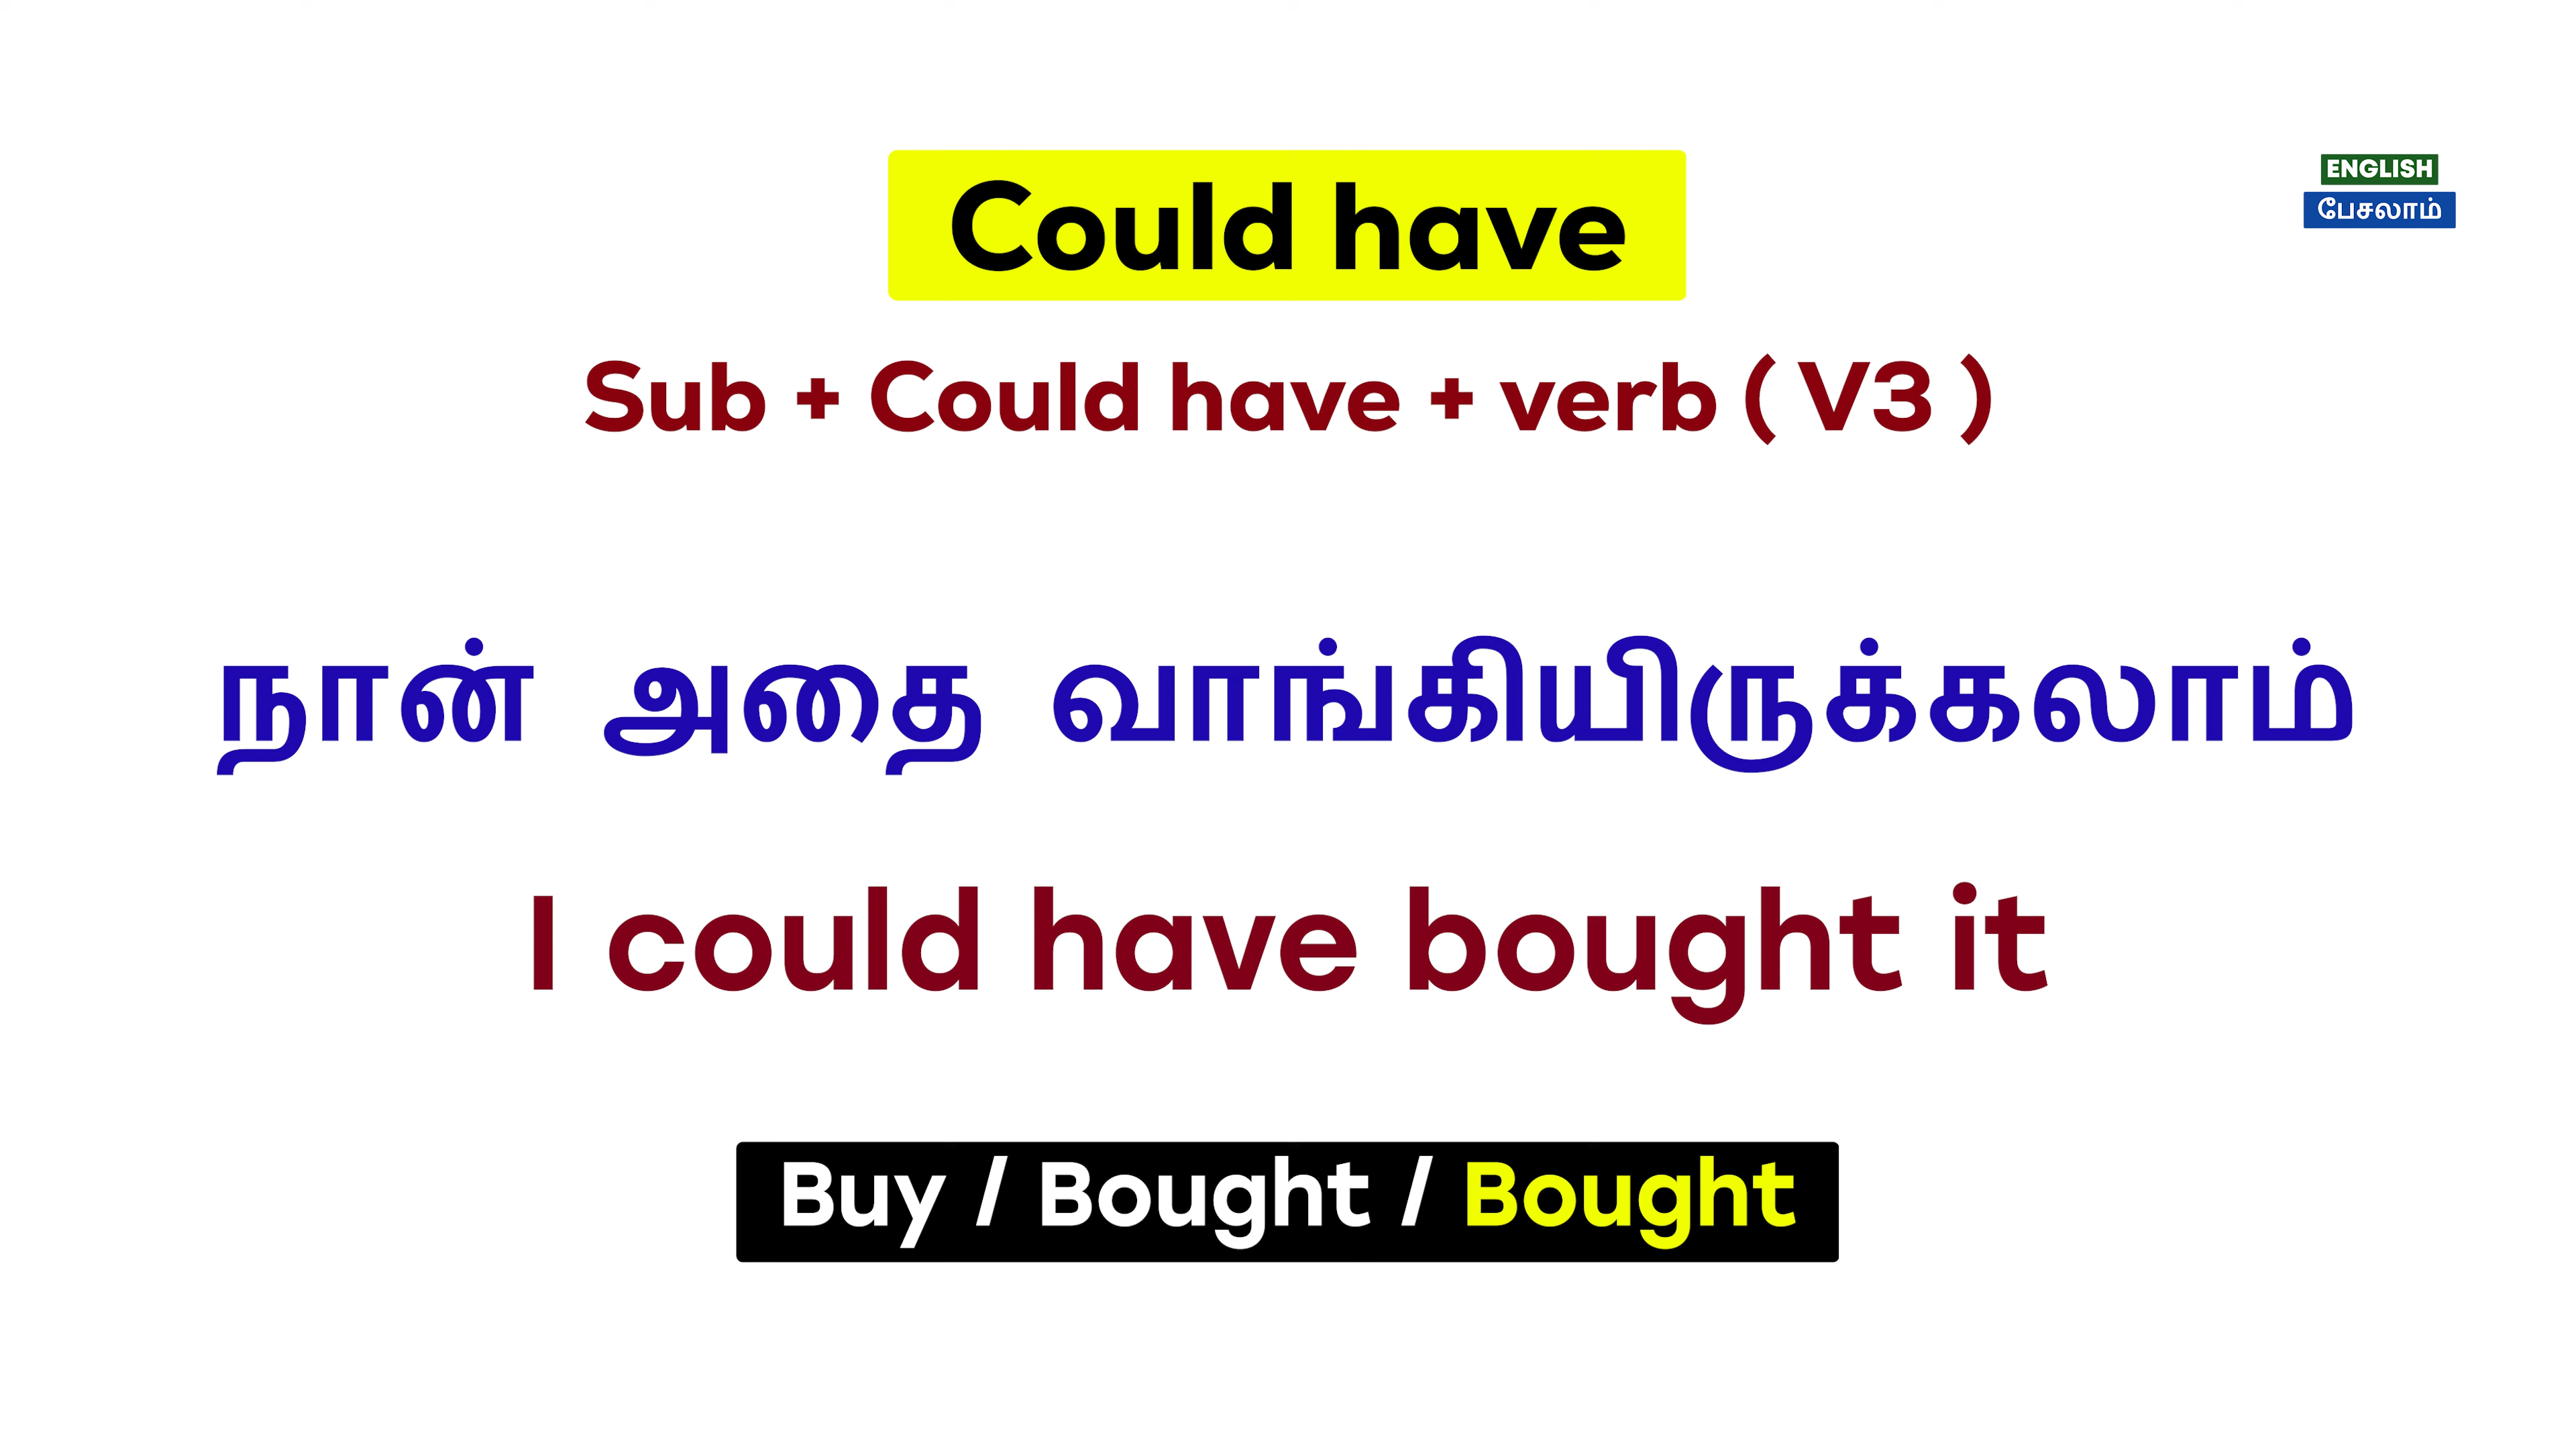 Could have
ENGLISH
பேசலாம்
Sub + Could have + verb ( V3 )
நான் அதை வாங்கியிருக்கலாம்
I could have bought it
Buy / Bought / Bought